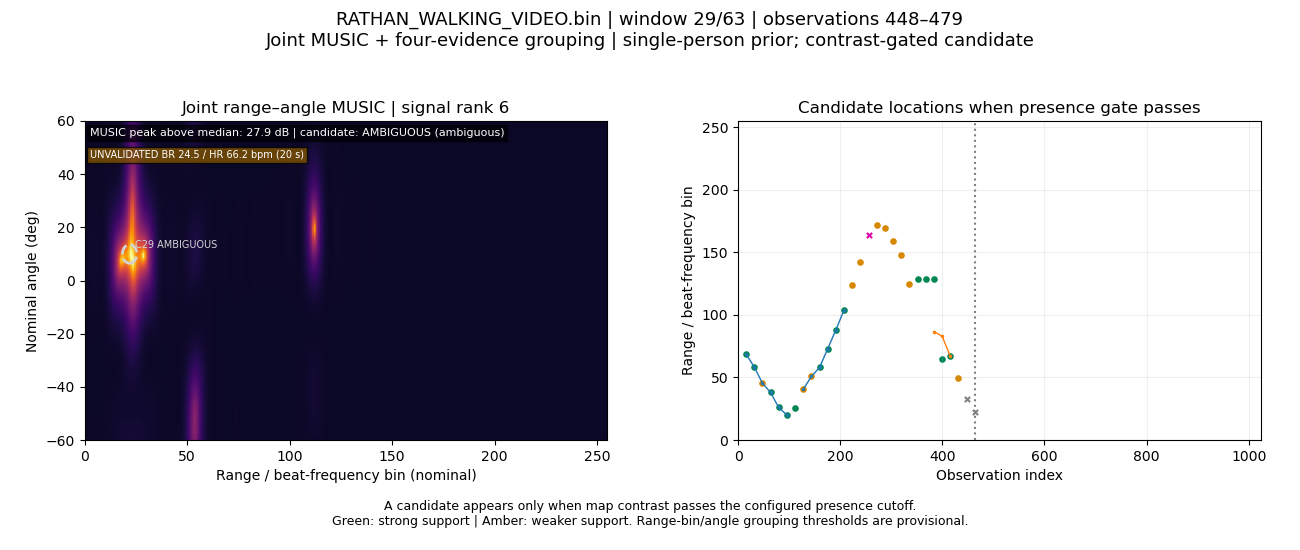 RATHAN_WALKING_VIDEO.bin | window 29/63 | observations 448–479
Joint MUSIC + four-evidence grouping | single-person prior; contrast-gated candidate
Joint range–angle MUSIC | signal rank 6
MUSIC peak above median: 27.9 dB | candidate: AMBIGUOUS (ambiguous)
UNVALIDATED BR 24.5 / HR 66.2 bpm (20 s)
C29 AMBIGUOUS
60
40
20
0
−20
−40
−60
Nominal angle (deg)
0
50
100
150
200
250
Range / beat-frequency bin (nominal)
Candidate locations when presence gate passes
250
200
150
100
50
0
Range / beat-frequency bin
0
200
400
600
800
1000
Observation index
A candidate appears only when map contrast passes the configured presence cutoff.
Green: strong support | Amber: weaker support. Range-bin/angle grouping thresholds are provisional.